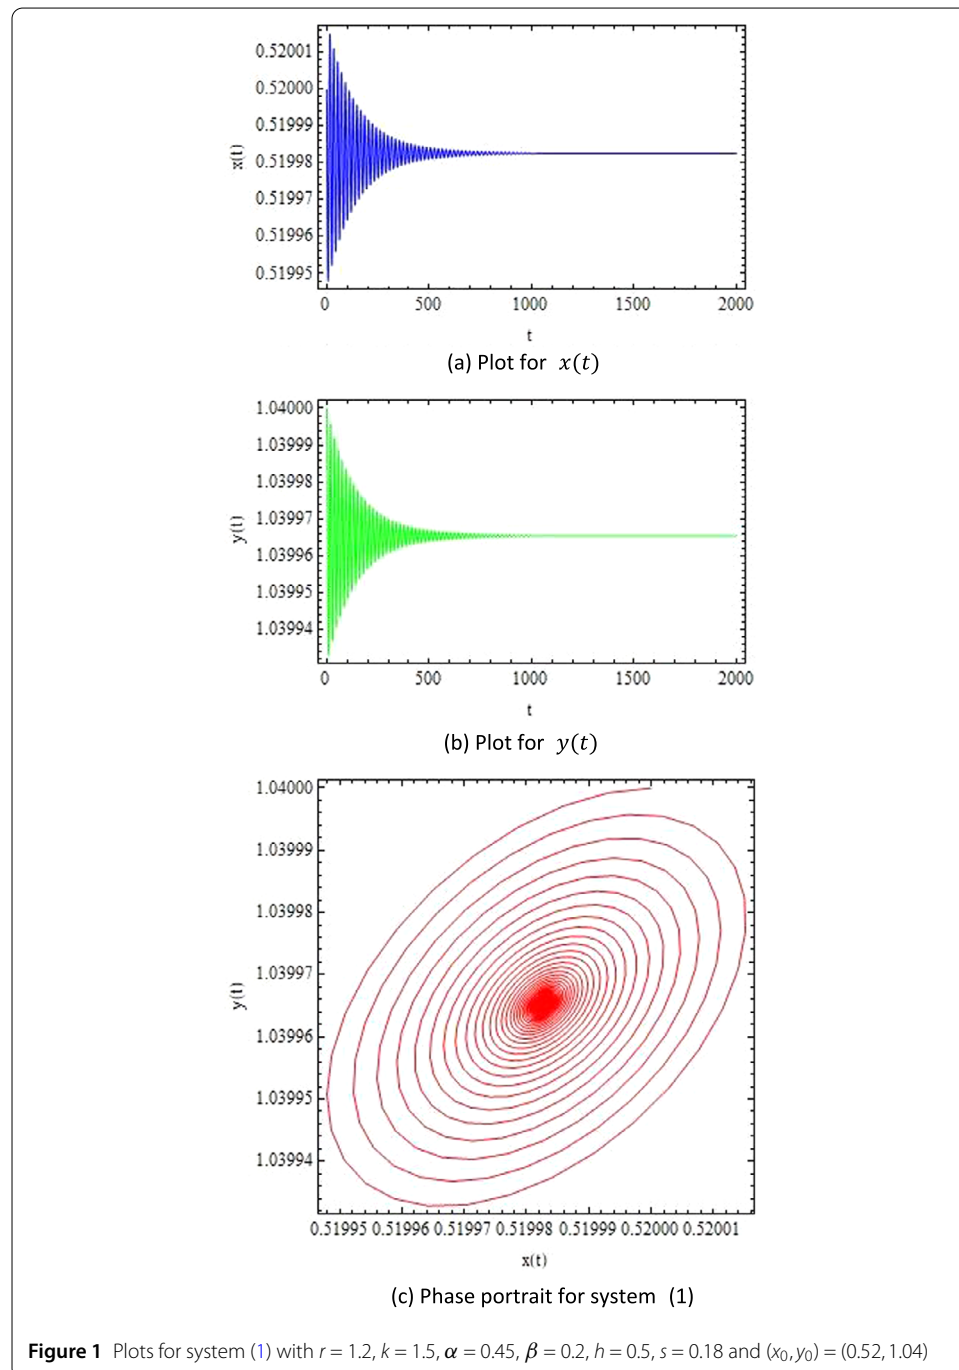 0.52001
0.52000
0.51999
0.51998
0.51997
0.51996
0.51995
x(t)
0 500 1000 1500 2000
t
(a) Plot for x(t)
1.04000
1.03999
1.03998
1.03997
1.03996
1.03995
1.03994
y(t)
0 500 1000 1500 2000
t
(b) Plot for y(t)
1.04000
1.03999
1.03998
1.03997
1.03996
1.03995
1.03994
y(t)
0.51995 0.51996 0.51997 0.51998 0.51999 0.52000 0.52001
x(t)
(c) Phase portrait for system (1)
Figure 1 Plots for system (1) with r = 1.2, k = 1.5, α = 0.45, β = 0.2, h = 0.5, s = 0.18 and (x₀, y₀) = (0.52, 1.04)